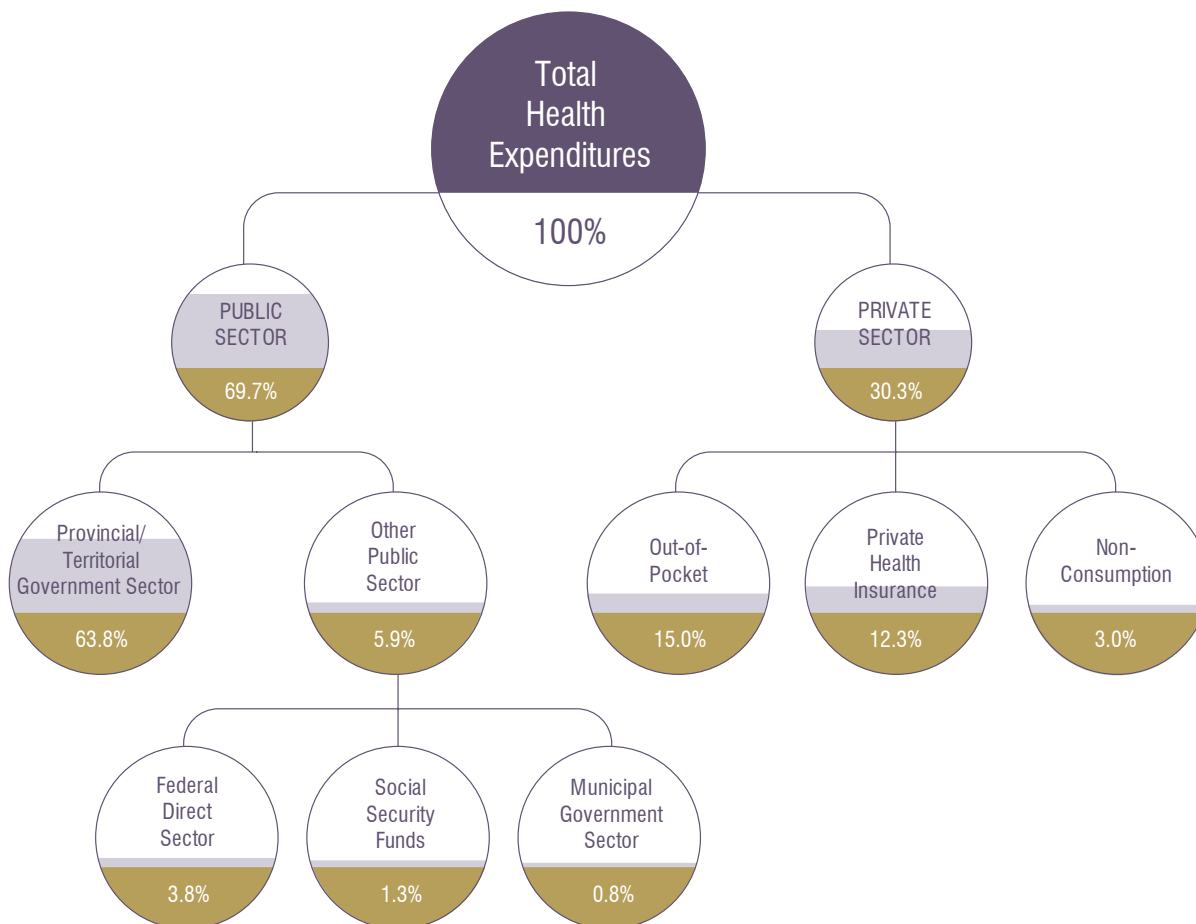 Total
Health
Expenditures
100%
PUBLIC
SECTOR
69.7%
PRIVATE
SECTOR
30.3%
Provincial/
Territorial
Government Sector
63.8%
Other
Public
Sector
5.9%
Out-of-
Pocket
15.0%
Private
Health
Insurance
12.3%
Non-
Consumption
3.0%
Federal
Direct
Sector
3.8%
Social
Security
Funds
1.3%
Municipal
Government
Sector
0.8%